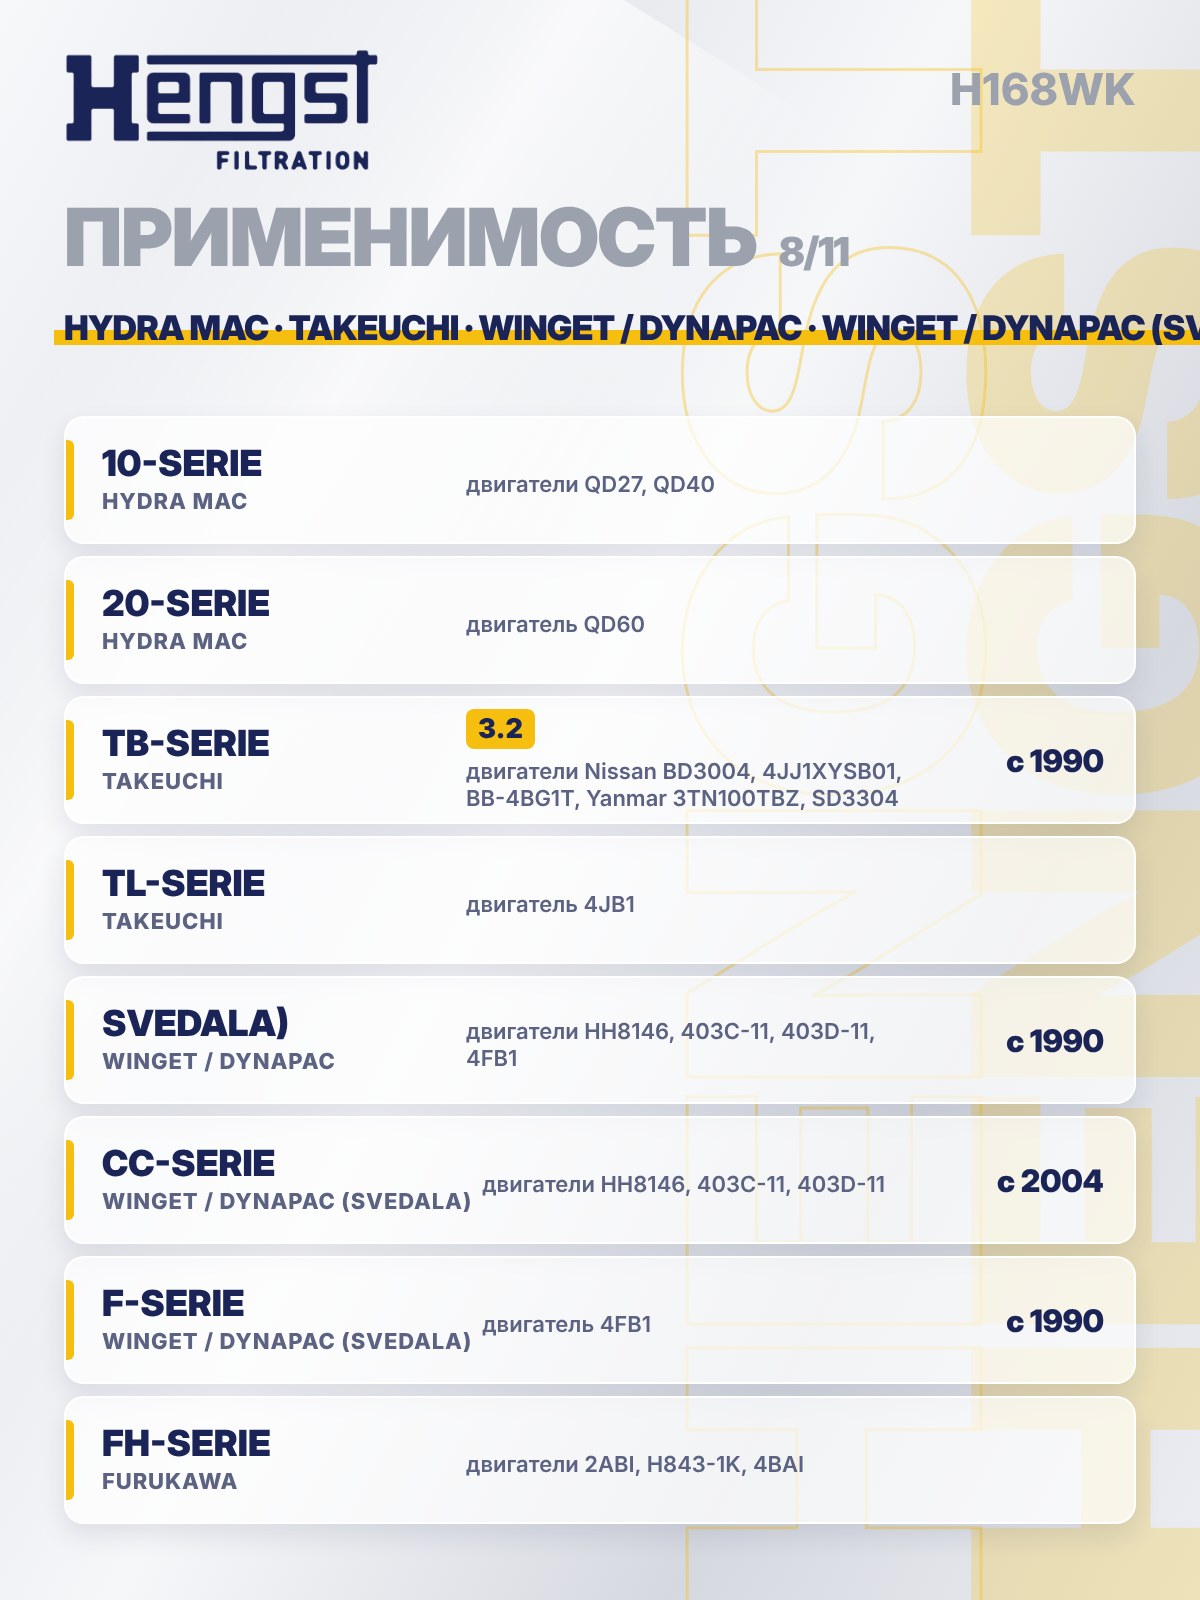 Hengst
FILTRATION
H168WK
ПРИМЕНИМОСТЬ 8/11
HYDRA MAC · TAKEUCHI · WINGET / DYNAPAC · WINGET / DYNAPAC (SV
10-SERIE
HYDRA MAC
двигатели QD27, QD40
20-SERIE
HYDRA MAC
двигатель QD60
TB-SERIE
TAKEUCHI
3.2
двигатели Nissan BD3004, 4JJ1XYSB01,
BB-4BG1T, Yanmar 3TN100TBZ, SD3304
с 1990
TL-SERIE
TAKEUCHI
двигатель 4JB1
SVEDALA)
WINGET / DYNAPAC
двигатели HH8146, 403C-11, 403D-11,
4FB1
с 1990
CC-SERIE
WINGET / DYNAPAC (SVEDALA)
двигатели HH8146, 403C-11, 403D-11
с 2004
F-SERIE
WINGET / DYNAPAC (SVEDALA)
двигатель 4FB1
с 1990
FH-SERIE
FURUKAWA
двигатели 2ABI, H843-1K, 4BAI
HENGST
HENGST